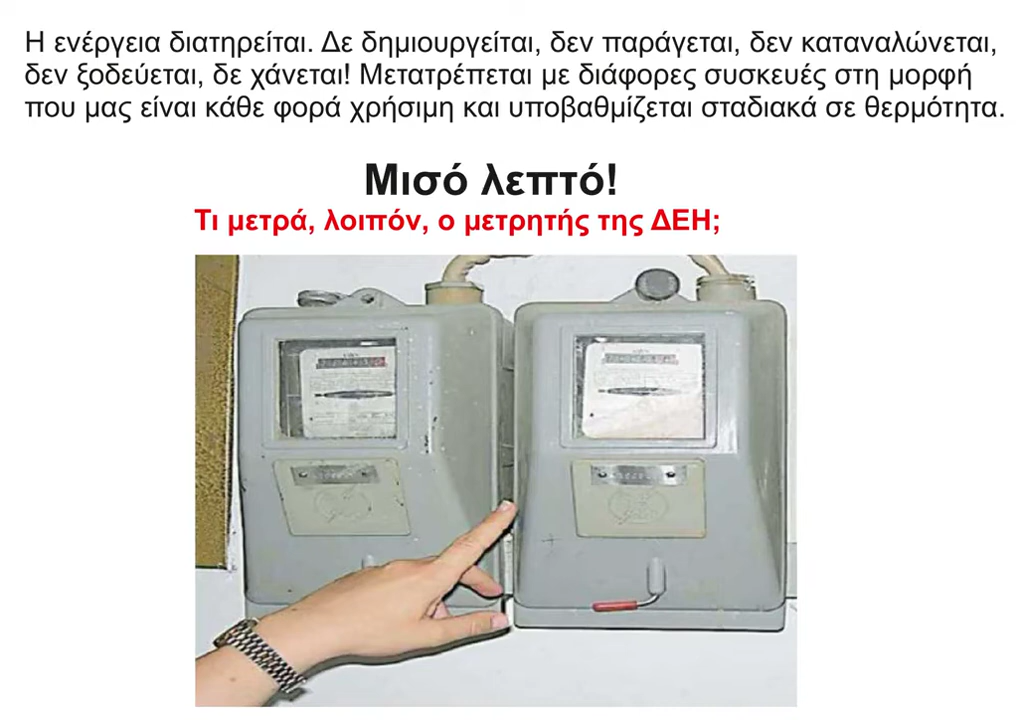 Η ενέργεια διατηρείται. Δε δημιουργείται, δεν παράγεται, δεν καταναλώνεται,
δεν ξοδεύεται, δε χάνεται! Μετατρέπεται με διάφορες συσκευές στη μορφή
που μας είναι κάθε φορά χρήσιμη και υποβαθμίζεται σταδιακά σε θερμότητα.
Μισό λεπτό!
Τι μετρά, λοιπόν, ο μετρητής της ΔΕΗ;